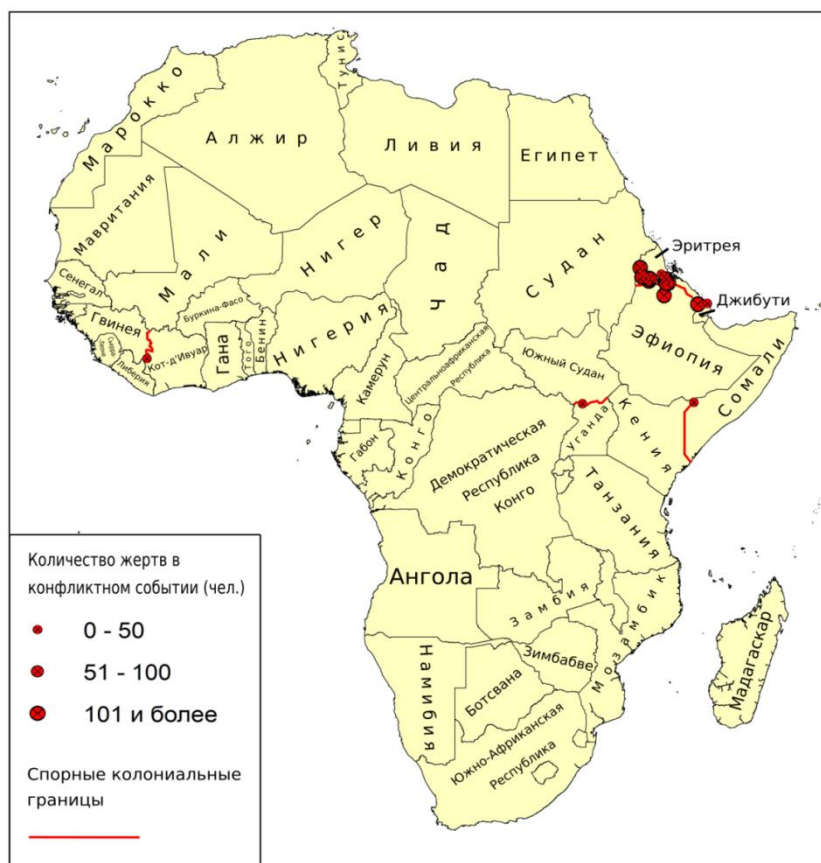 Тунис
Марокко
Алжир
Ливия
Египет
Мавритания
Мали
Нигер
Чад
Судан
Эритрея
Джибути
Сенегал
Гвинея
Буркина-Фасо
Сьерра-
Леоне
Либерия
Кот-д'Ивуар
Гана
Того
Бенин
Нигерия
Камерун
Центральноафриканская
Республика
Южный Судан
Эфиопия
Сомали
Габон
Конго
Уганда
Кения
Демократическая
Республика
Конго
Танзания
Ангола
Замбия
Мозамбик
Зимбабве
Намибия
Ботсвана
Южно-Африканская
Республика
Мадагаскар
Количество жертв в
конфликтном событии (чел.)
0 - 50
51 - 100
101 и более
Спорные колониальные
границы